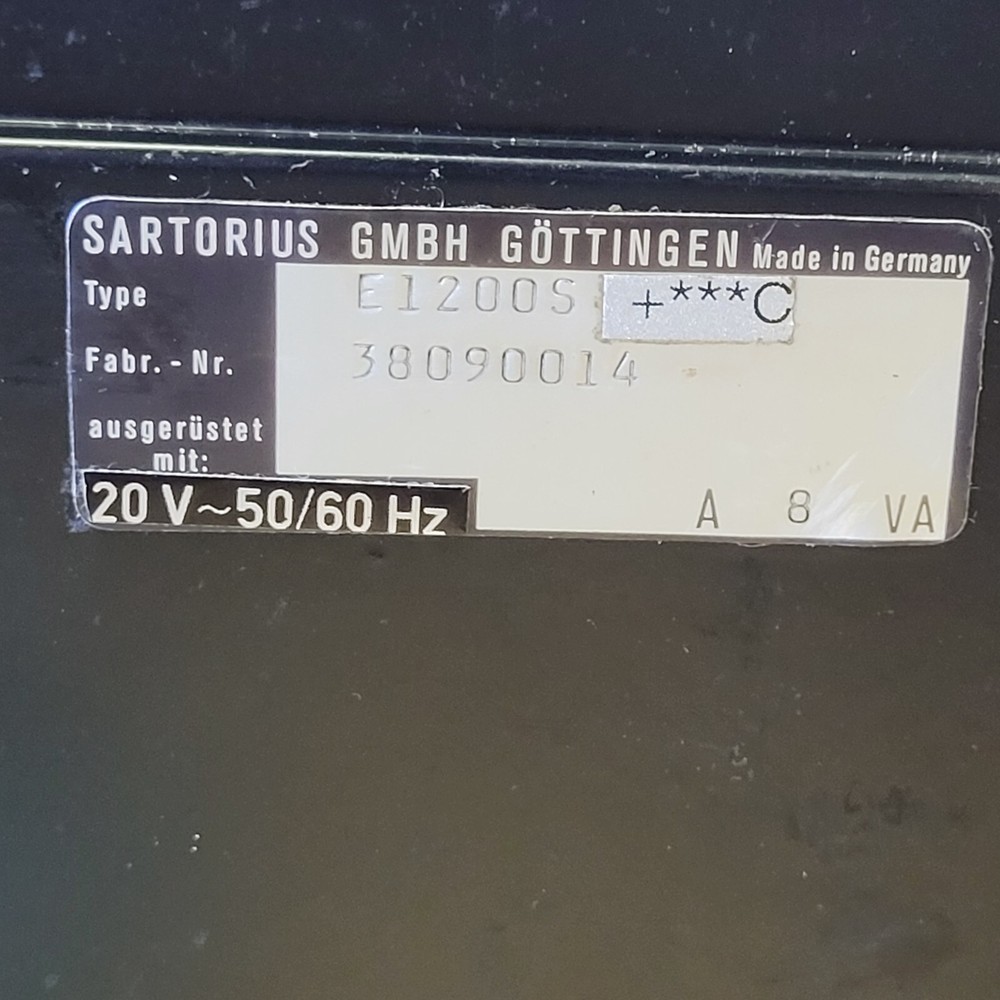 SARTORIUS GMBH GÖTTINGEN Made in Germany
Type E1200S +***C
Fabr.-Nr. 38090014
ausgerüstet
mit:
20 V~50/60 Hz A 8 VA